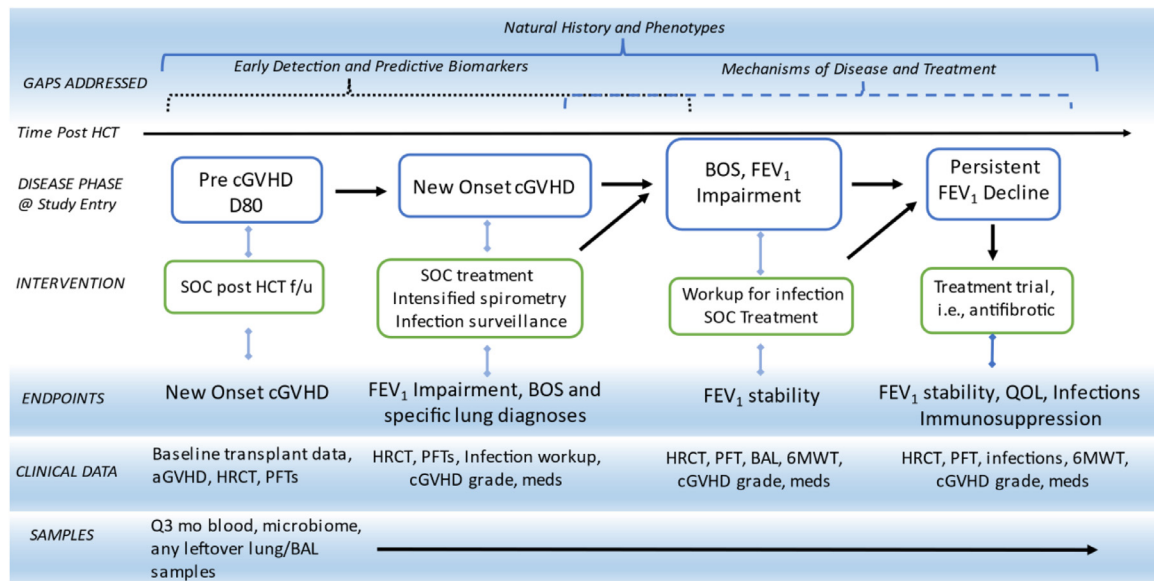 Natural History and Phenotypes
Early Detection and Predictive Biomarkers
Mechanisms of Disease and Treatment
GAPS ADDRESSED
Time Post HCT
DISEASE PHASE
@ Study Entry
Pre cGVHD
D80
New Onset cGVHD
BOS, FEV₁
Impairment
Persistent
FEV₁ Decline
INTERVENTION
SOC post HCT f/u
SOC treatment
Intensified spirometry
Infection surveillance
Workup for infection
SOC Treatment
Treatment trial,
i.e., antifibrotic
ENDPOINTS
New Onset cGVHD
FEV₁ Impairment, BOS and
specific lung diagnoses
FEV₁ stability
FEV₁ stability, QOL, Infections
Immunosuppression
CLINICAL DATA
Baseline transplant data,
aGVHD, HRCT, PFTs
HRCT, PFTs, Infection workup,
cGVHD grade, meds
HRCT, PFT, BAL, 6MWT,
cGVHD grade, meds
HRCT, PFT, infections, 6MWT,
cGVHD grade, meds
SAMPLES
Q3 mo blood, microbiome,
any leftover lung/BAL
samples